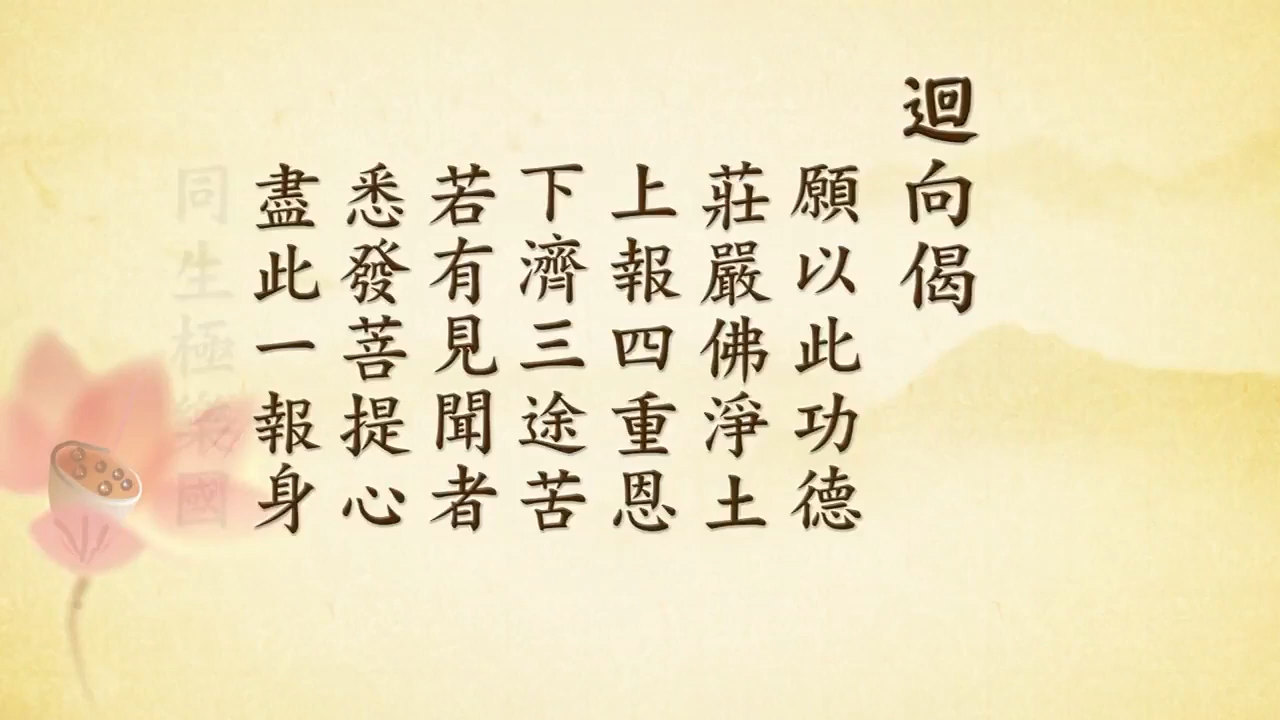 迴向偈
願以此功德
莊嚴佛淨土
上報四重恩
下濟三途苦
若有見聞者
悉發菩提心
盡此一報身
同生極樂國